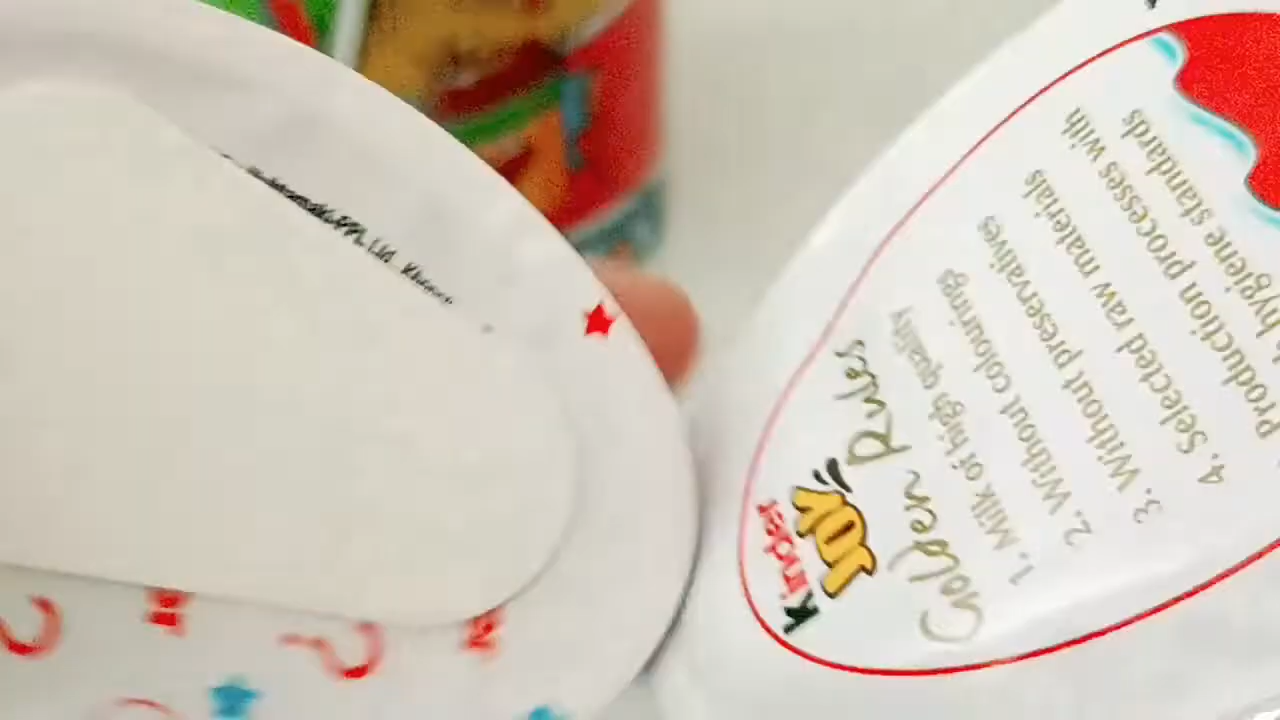 Kinder
JOY
Golden Rules
1. Milk of high quality
2. Without colourings
3. Without preservatives
4. Selected raw materials
Production processes with
hygiene standards